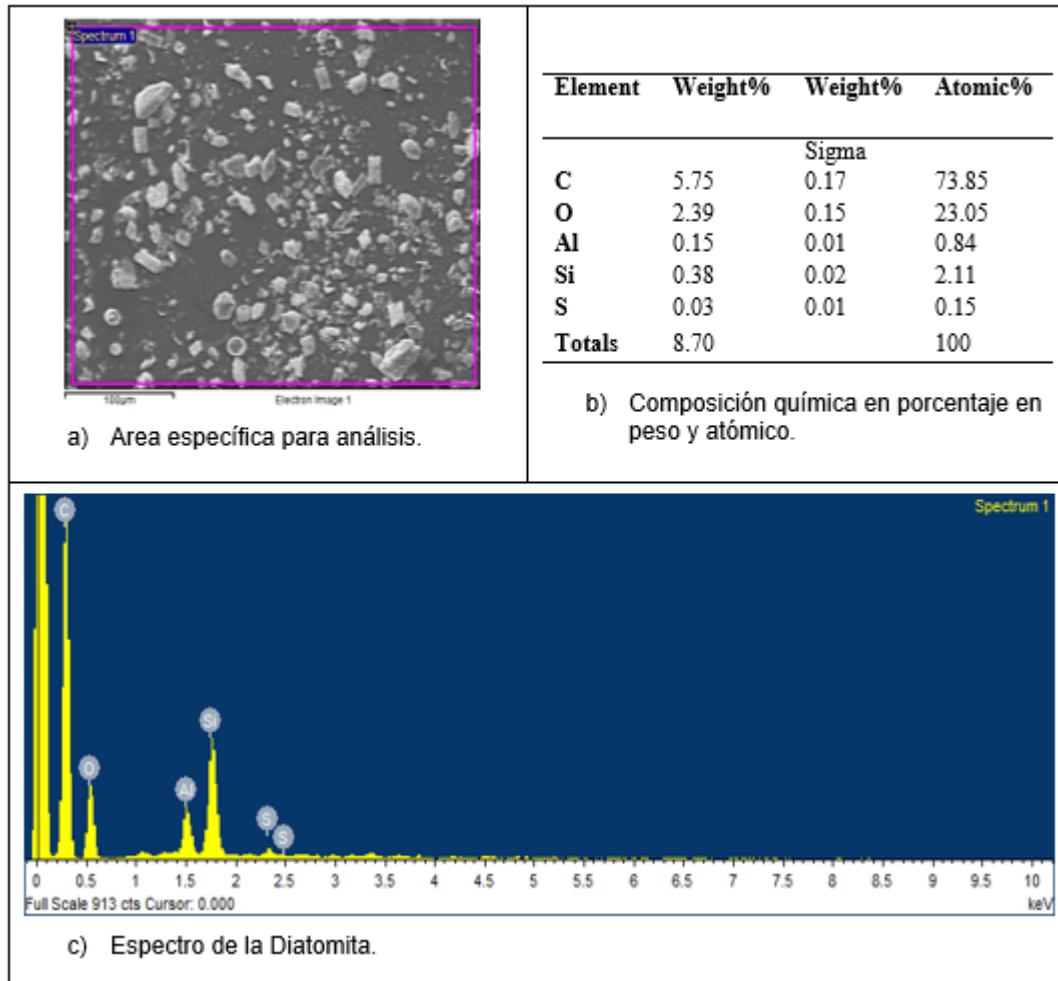 Spectrum 1
100µm Electron Image 1
a) Area específica para análisis.
Element Weight% Weight% Atomic%
Sigma
C 5.75 0.17 73.85
O 2.39 0.15 23.05
Al 0.15 0.01 0.84
Si 0.38 0.02 2.11
S 0.03 0.01 0.15
Totals 8.70 100
b) Composición química en porcentaje en
peso y atómico.
Spectrum 1
C
Si
O
Al
S
S
0 0.5 1 1.5 2 2.5 3 3.5 4 4.5 5 5.5 6 6.5 7 7.5 8 8.5 9 9.5 10
Full Scale 913 cts Cursor: 0.000 keV
c) Espectro de la Diatomita.